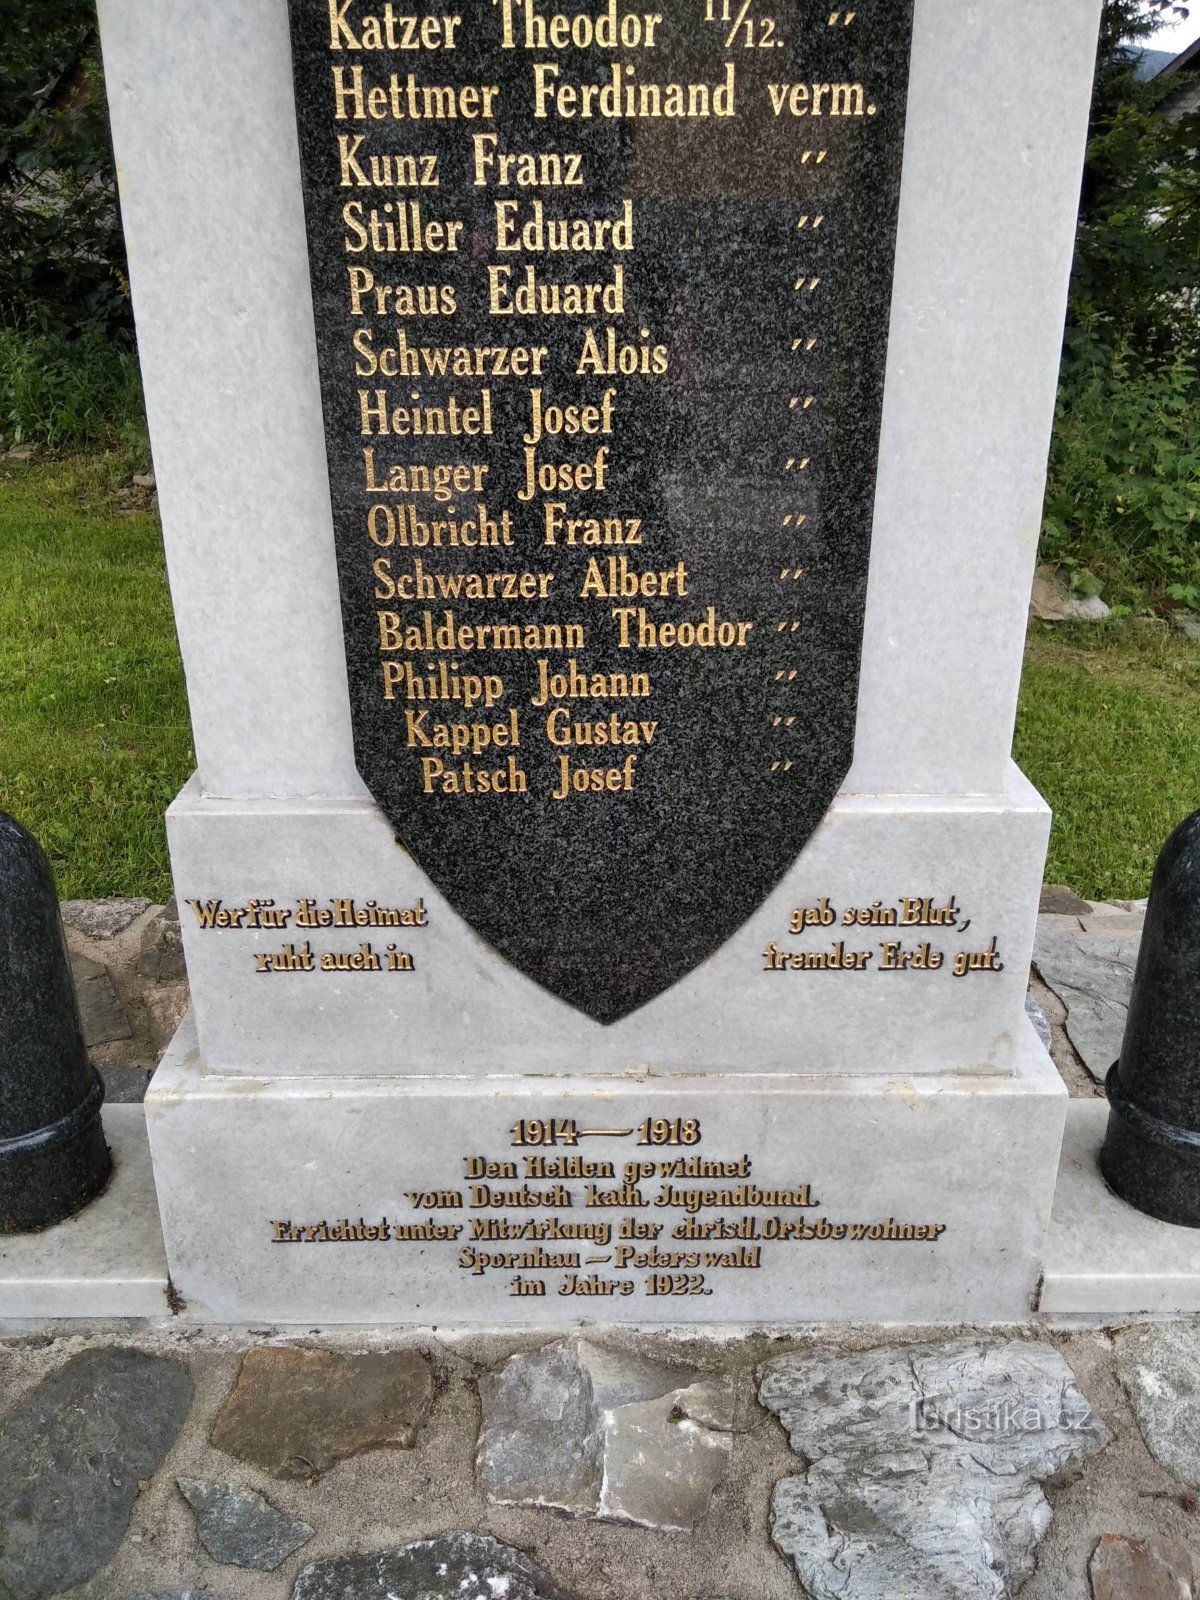 Katzer Theodor 11/12. "
Hettmer Ferdinand verm.
Kunz Franz "
Stiller Eduard "
Praus Eduard "
Schwarzer Alois "
Heintel Josef "
Langer Josef "
Olbricht Franz "
Schwarzer Albert "
Baldermann Theodor "
Philipp Johann "
Kappel Gustav "
Patsch Josef "
Wer für die Heimat gab sein Blut,
ruht auch in fremder Erde gut.
1914—1918
Den Helden gewidmet
vom Deutsch kath. Jugendbund.
Errichtet unter Mitwirkung der christl. Ortsbewohner
Spornhau—Peterswald
im Jahre 1922.
turistika.cz